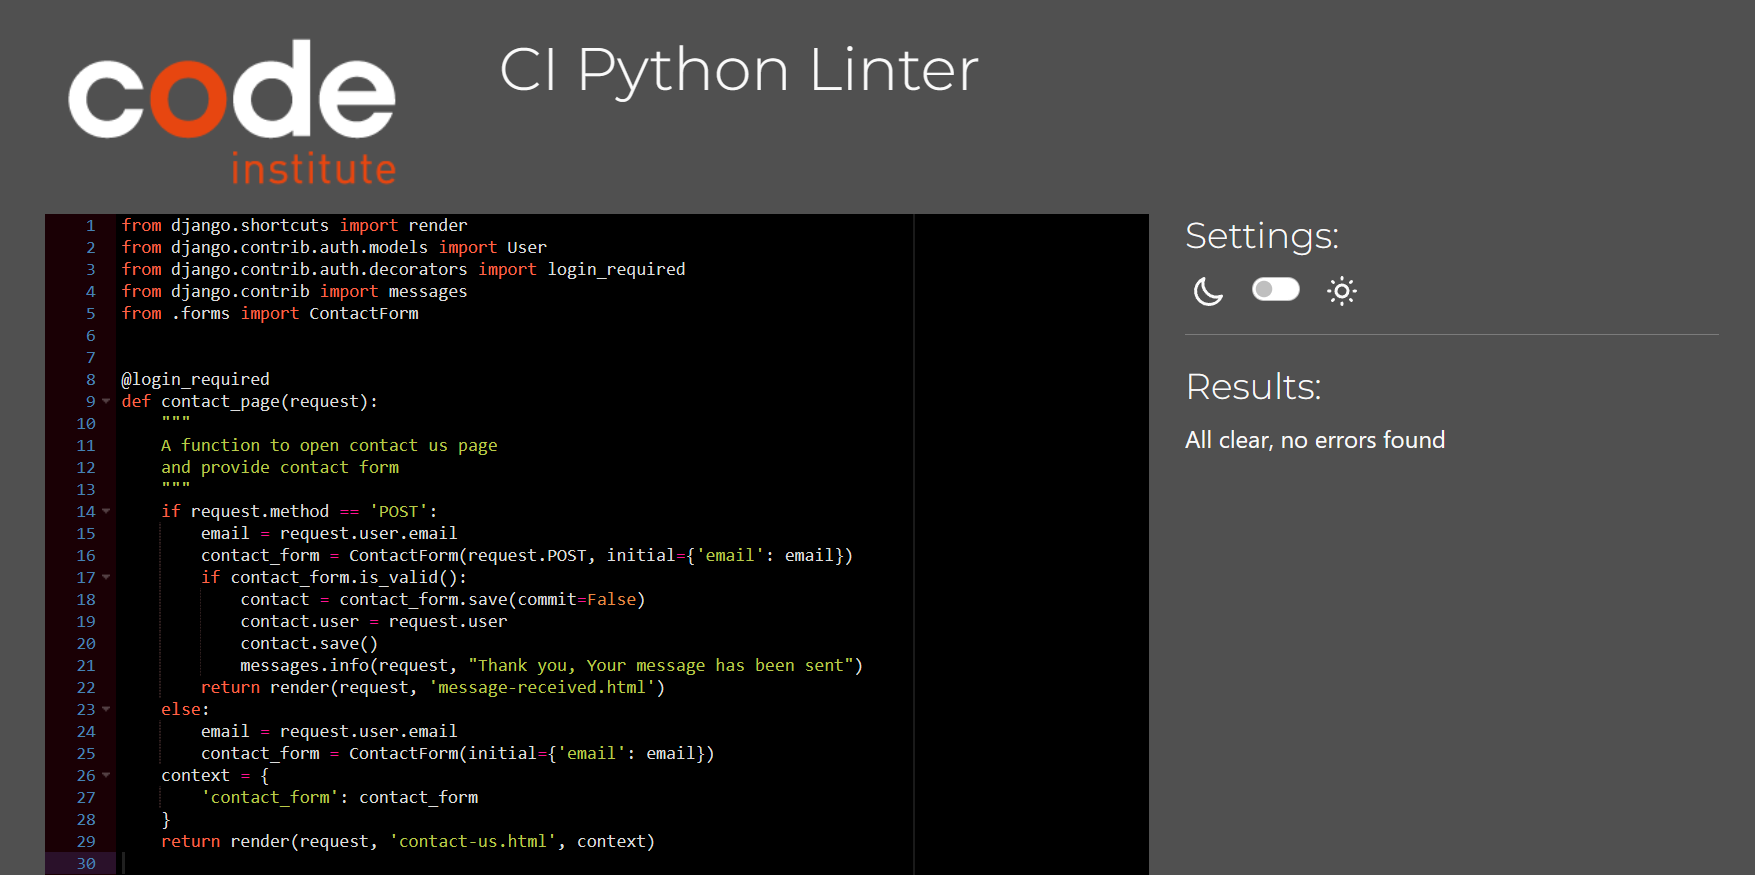 code
institute
CI Python Linter
1 from django.shortcuts import render
2 from django.contrib.auth.models import User
3 from django.contrib.auth.decorators import login_required
4 from django.contrib import messages
5 from .forms import ContactForm
6
7
8 @login_required
9 def contact_page(request):
10     """
11     A function to open contact us page
12     and provide contact form
13     """
14     if request.method == 'POST':
15         email = request.user.email
16         contact_form = ContactForm(request.POST, initial={'email': email})
17         if contact_form.is_valid():
18             contact = contact_form.save(commit=False)
19             contact.user = request.user
20             contact.save()
21             messages.info(request, "Thank you, Your message has been sent")
22         return render(request, 'message-received.html')
23     else:
24         email = request.user.email
25         contact_form = ContactForm(initial={'email': email})
26     context = {
27         'contact_form': contact_form
28     }
29     return render(request, 'contact-us.html', context)
30
Settings:
Results:
All clear, no errors found